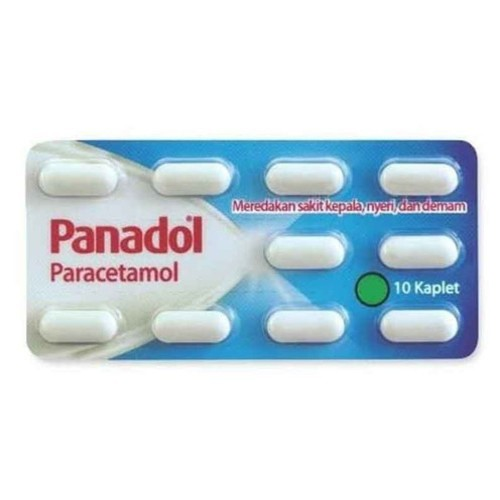 Meredakan sakit kepala, nyeri, dan demam
Panadol
Paracetamol
10 Kaplet